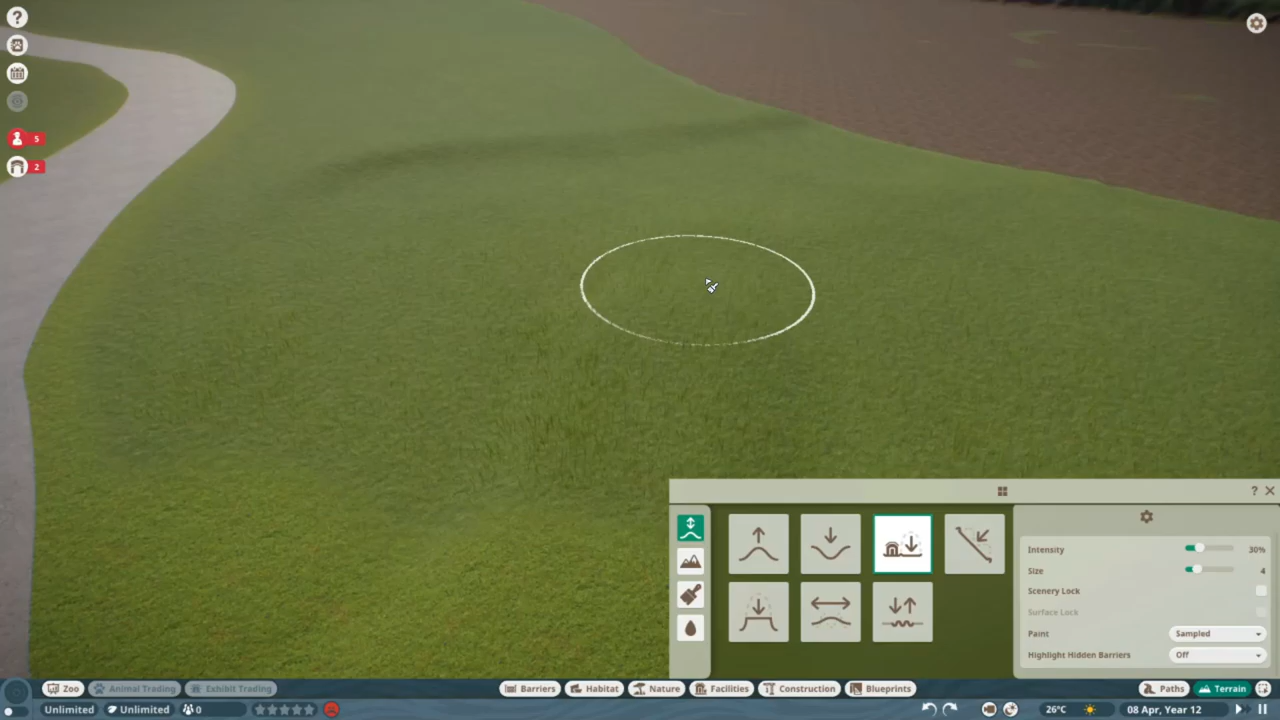 ?
5
2
?
Intensity 30%
Size 4
Scenery Lock
Surface Lock
Paint Sampled
Highlight Hidden Barriers Off
Zoo Animal Trading Exhibit Trading Barriers Habitat Nature Facilities Construction Blueprints Paths Terrain
Unlimited Unlimited 0 26°C 08 Apr, Year 12